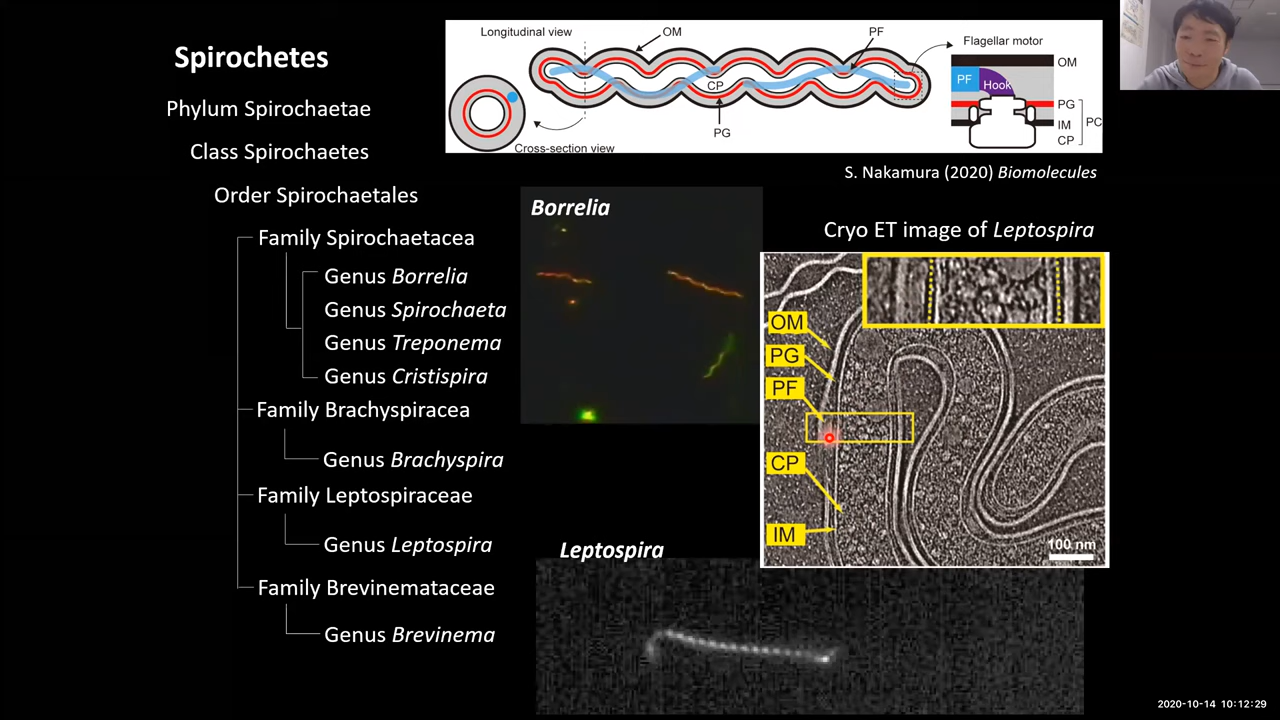 Spirochetes
Phylum Spirochaetae
Class Spirochaetes
Order Spirochaetales
Family Spirochaetacea
Genus Borrelia
Genus Spirochaeta
Genus Treponema
Genus Cristispira
Family Brachyspiracea
Genus Brachyspira
Family Leptospiraceae
Genus Leptospira
Family Brevinemataceae
Genus Brevinema
Longitudinal view
OM
PF
CP
PG
Cross-section view
Flagellar motor
OM
PF
Hook
PG
IM
CP
PC
S. Nakamura (2020) Biomolecules
Borrelia
Cryo ET image of Leptospira
OM
PG
PF
CP
IM
100 nm
Leptospira
2020-10-14 10:12:29